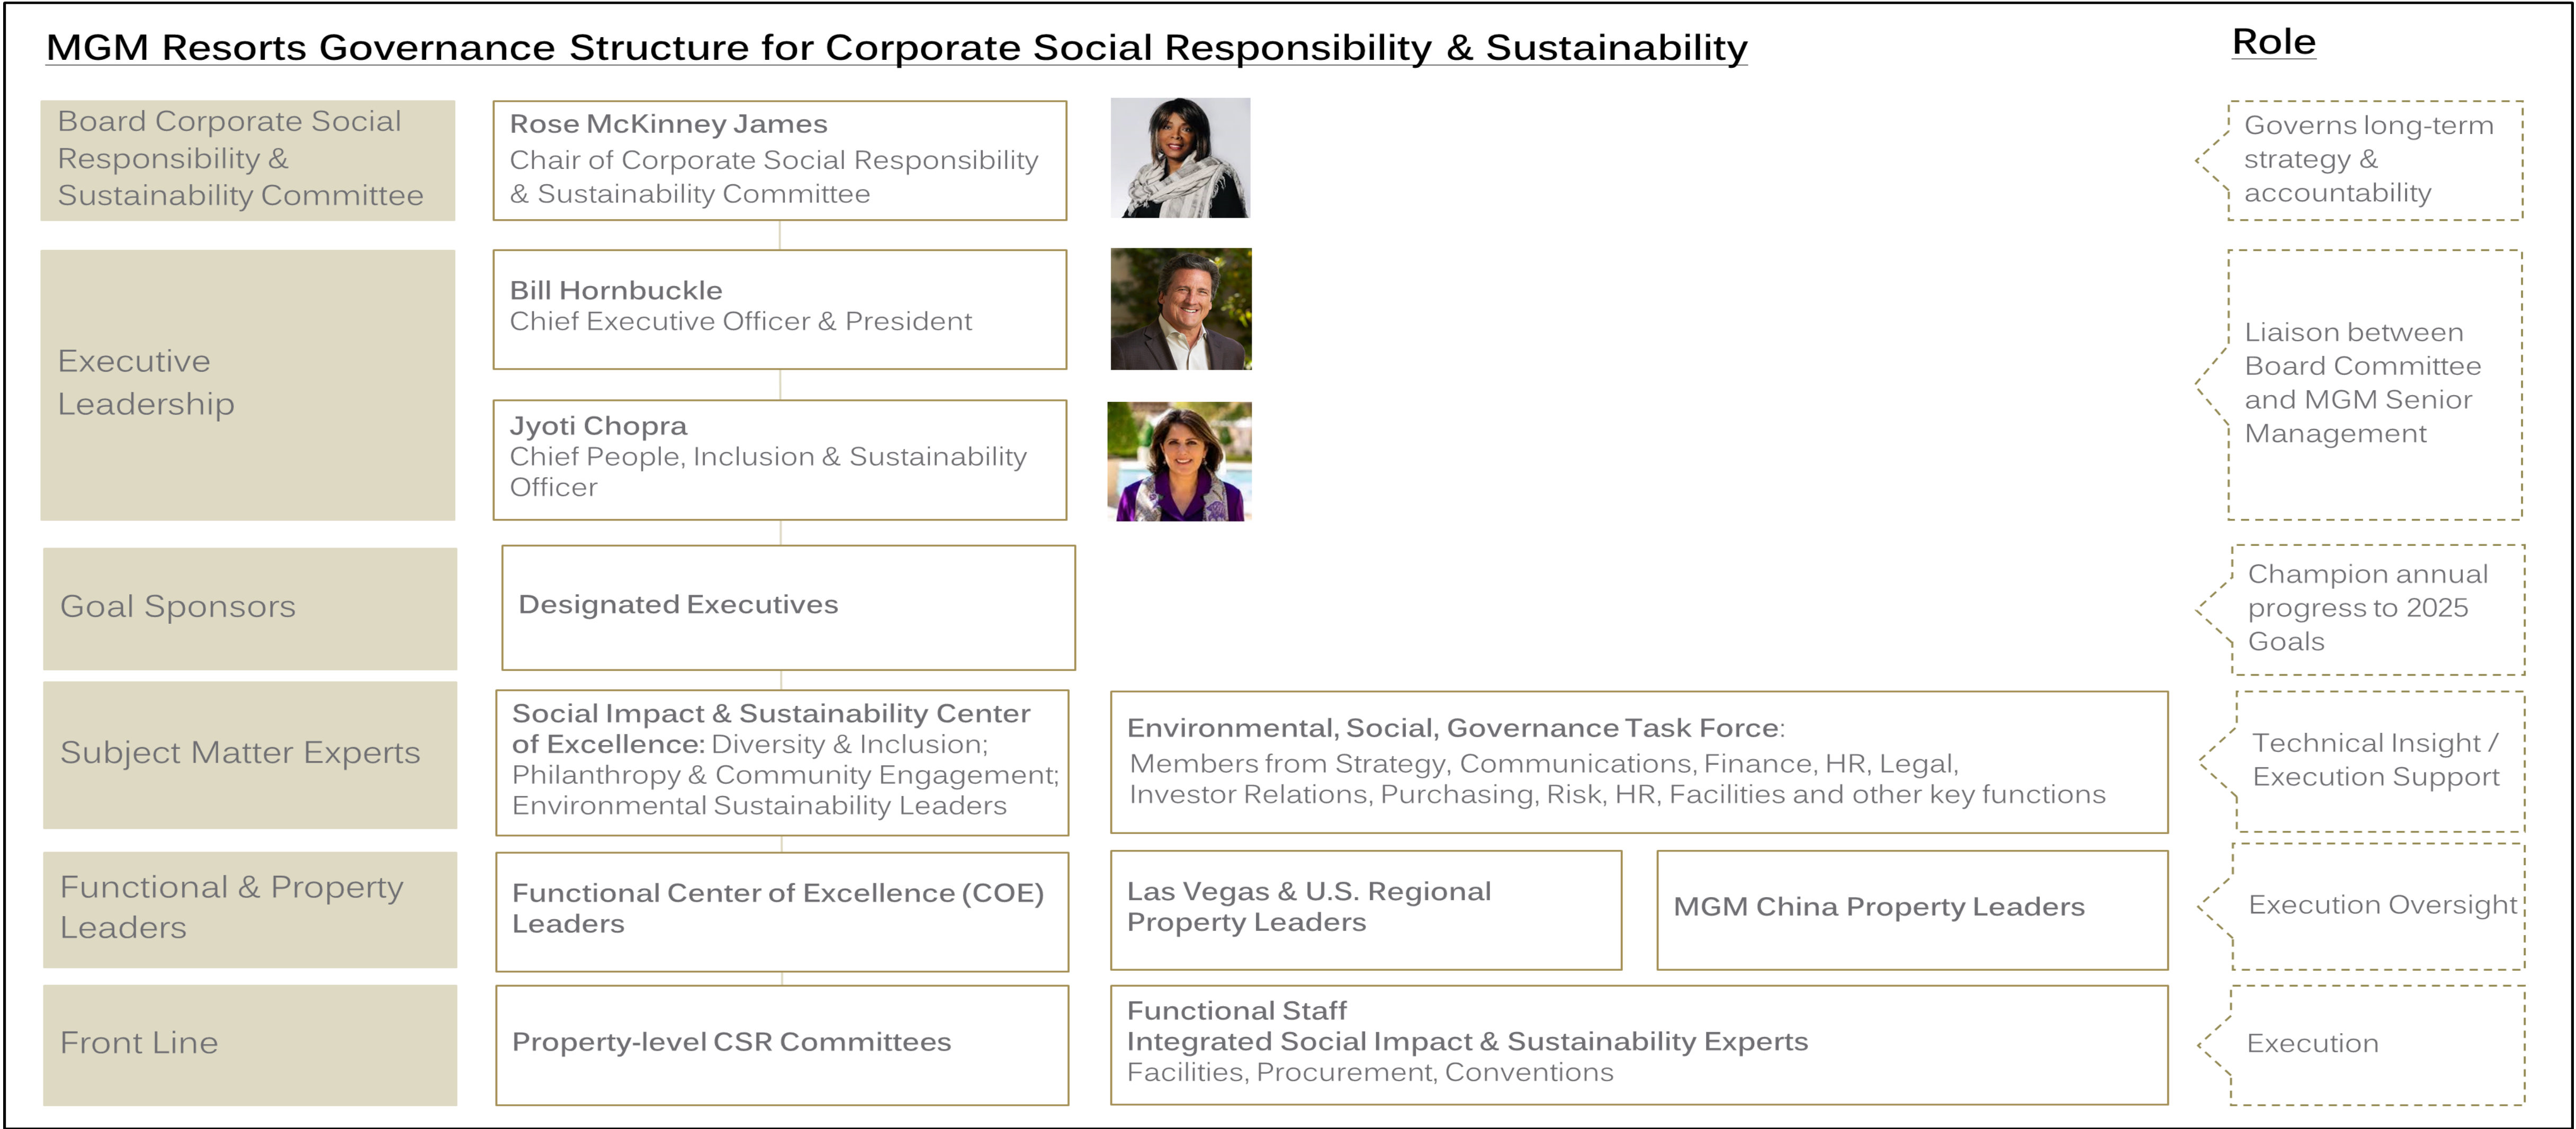 MGM Resorts Governance Structure for Corporate Social Responsibility & Sustainability
Role
Board Corporate Social
Responsibility &
Sustainability Committee
Rose McKinney James
Chair of Corporate Social Responsibility
& Sustainability Committee
Governs long-term
strategy &
accountability
Executive
Leadership
Bill Hornbuckle
Chief Executive Officer & President
Jyoti Chopra
Chief People, Inclusion & Sustainability
Officer
Liaison between
Board Committee
and MGM Senior
Management
Goal Sponsors
Designated Executives
Champion annual
progress to 2025
Goals
Subject Matter Experts
Social Impact & Sustainability Center
of Excellence: Diversity & Inclusion;
Philanthropy & Community Engagement;
Environmental Sustainability Leaders
Environmental, Social, Governance Task Force:
Members from Strategy, Communications, Finance, HR, Legal,
Investor Relations, Purchasing, Risk, HR, Facilities and other key functions
Technical Insight /
Execution Support
Functional & Property
Leaders
Functional Center of Excellence (COE)
Leaders
Las Vegas & U.S. Regional
Property Leaders
MGM China Property Leaders
Execution Oversight
Front Line
Property-level CSR Committees
Functional Staff
Integrated Social Impact & Sustainability Experts
Facilities, Procurement, Conventions
Execution